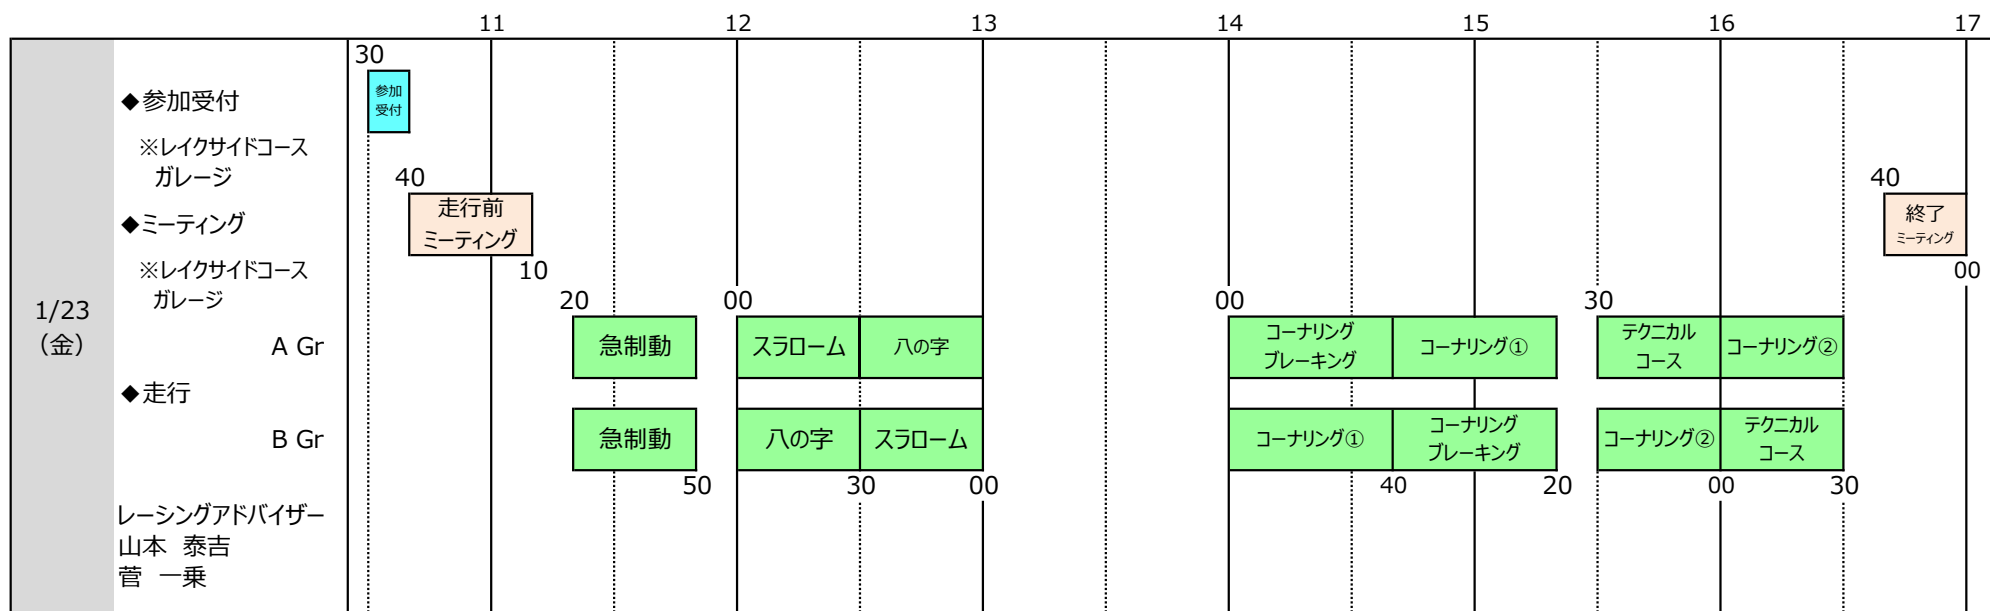 11 12 13 14 15 16 17
30
参加
受付
◆参加受付
※レイクサイドコース
ガレージ
40 40
走行前
ミーティング
終了
ミーティング
◆ミーティング
10 00
※レイクサイドコース
ガレージ
20 00 00 30
1/23
（金）
A Gr
急制動 スラローム 八の字
コーナリング
ブレーキング
コーナリング①
テクニカル
コース
コーナリング②
◆走行
B Gr
急制動 八の字 スラローム
コーナリング①
コーナリング
ブレーキング
コーナリング②
テクニカル
コース
50 30 00 40 20 00 30
レーシングアドバイザー
山本 泰吉
菅 一乗